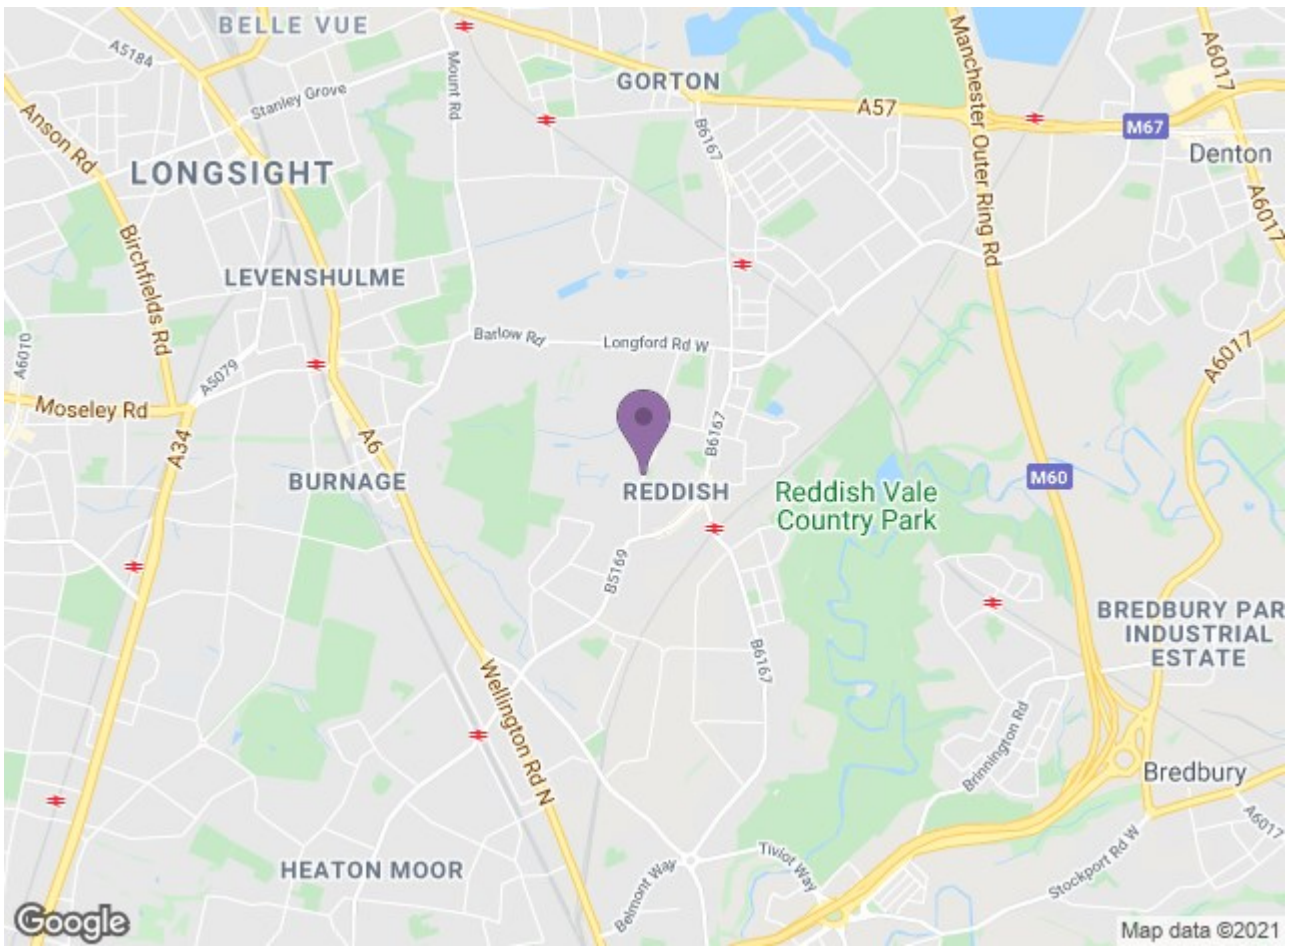 BELLE VUE
A5184
Mount Rd
Stanley Grove
GORTON
A57
A6017
M67
Denton
Anson Rd
LONGSIGHT
B6167
Manchester Outer Ring Rd
A6017
Birchfields Rd
LEVENSHULME
A6010
A5079
Barlow Rd
Longford Rd W
A6017
Moseley Rd
A34
A6
B6167
BURNAGE
REDDISH
Reddish Vale
Country Park
M60
B5169
B6167
BREDBURY PAR
INDUSTRIAL
ESTATE
Wellington Rd N
Brinnington Rd
Bredbury
A6017
HEATON MOOR
Belmont Way
Tiviot Way
Stockport Rd W
Google
Map data ©2021